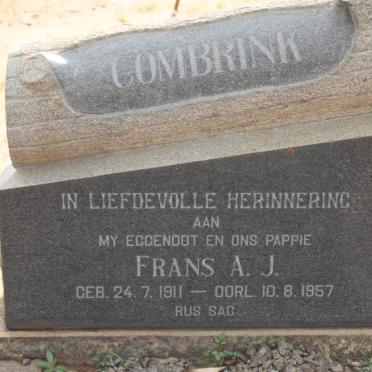 COMBRINK
IN LIEFDEVOLLE HERINNERING
AAN
MY EGGENOOT EN ONS PAPPIE
FRANS A. J.
GEB. 24. 7. 1911 — OORL. 10. 8. 1957
RUS SAG